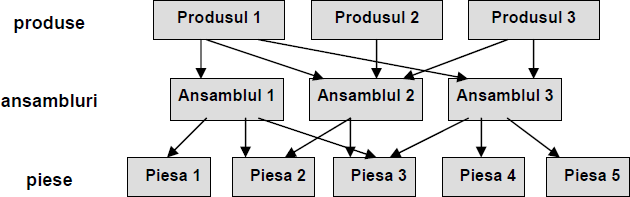 produse
Produsul 1
Produsul 2
Produsul 3
ansambluri
Ansamblul 1
Ansamblul 2
Ansamblul 3
piese
Piesa 1
Piesa 2
Piesa 3
Piesa 4
Piesa 5